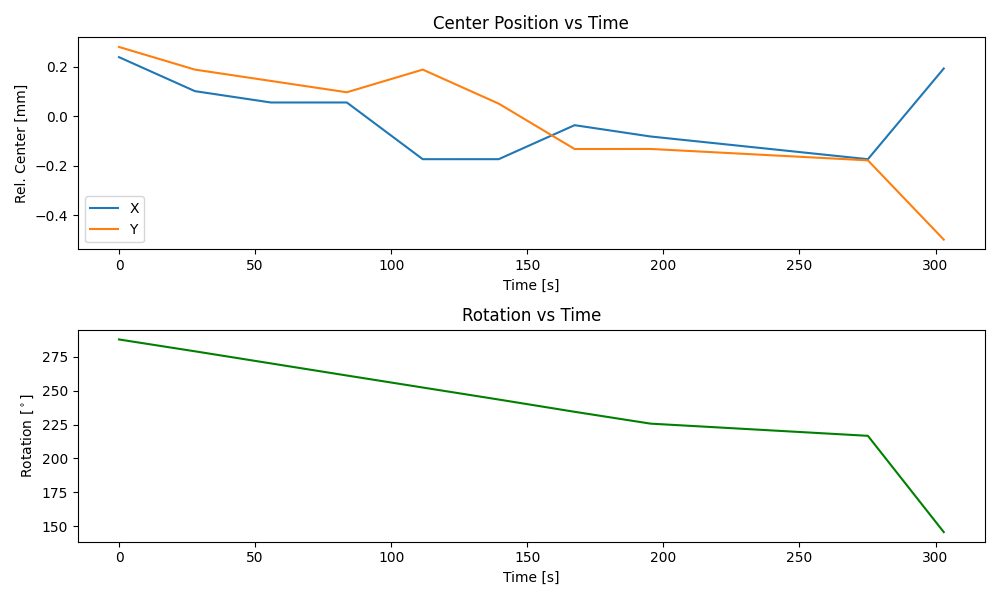 Center Position vs Time
Rel. Center [mm]
0.2
0.0
−0.2
−0.4
X
Y
0 50 100 150 200 250 300
Time [s]
Rotation vs Time
Rotation [°]
275
250
225
200
175
150
0 50 100 150 200 250 300
Time [s]